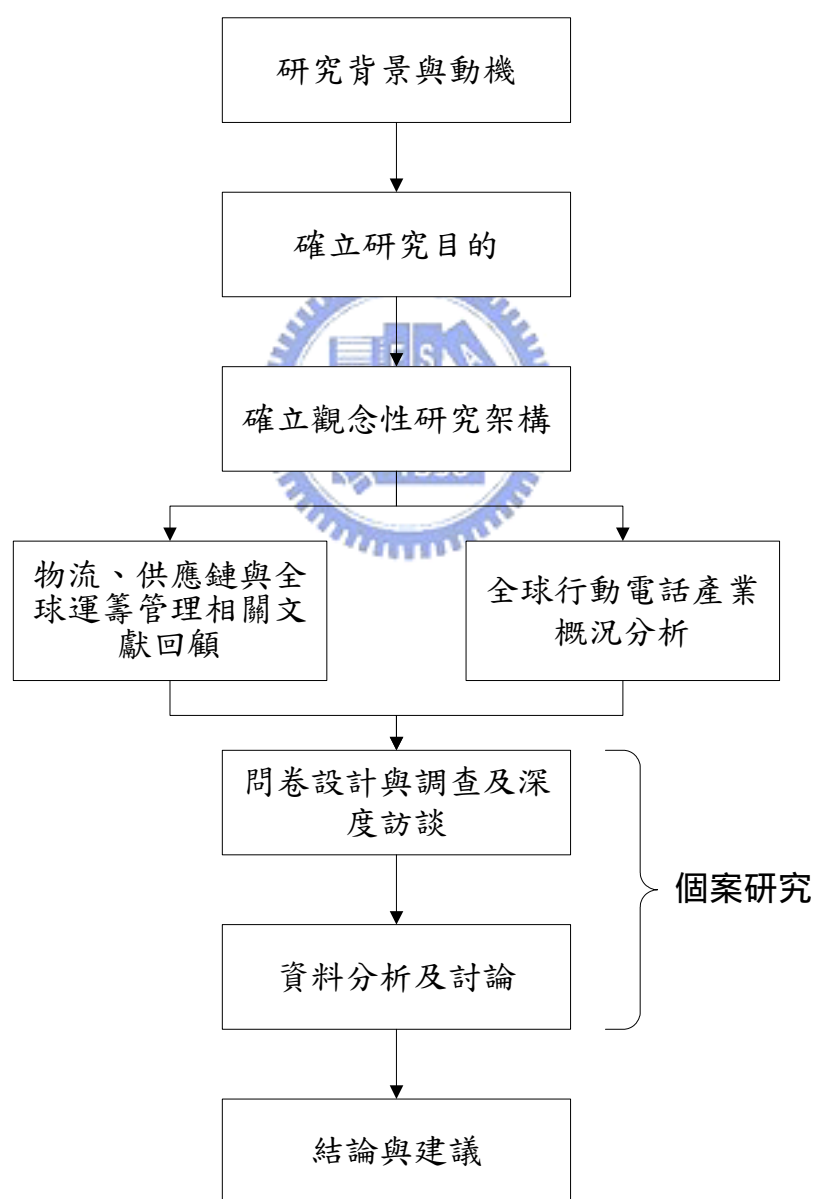 研究背景與動機
確立研究目的
ESA
確立觀念性研究架構
1896
物流、供應鏈與全
球運籌管理相關文
獻回顧
全球行動電話產業
概況分析
問卷設計與調查及深
度訪談
個案研究
資料分析及討論
結論與建議